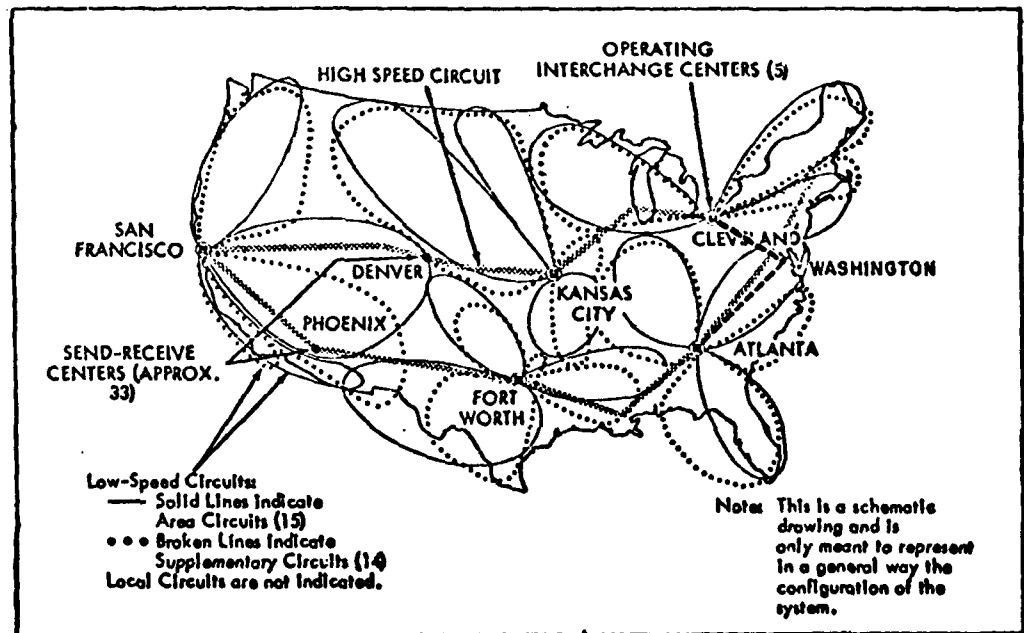 OPERATING
INTERCHANGE CENTERS (5)
HIGH SPEED CIRCUIT
SAN
FRANCISCO
CLEVELAND
DENVER
WASHINGTON
KANSAS
CITY
PHOENIX
SEND-RECEIVE
CENTERS (APPROX.
33)
ATLANTA
FORT
WORTH
Low-Speed Circuits:
Solid Lines Indicate
Area Circuits (15)
Broken Lines Indicate
Supplementary Circuits (14)
Local Circuits are not indicated.
Note: This is a schematic
drawing and is
only meant to represent
in a general way the
configuration of the
system.